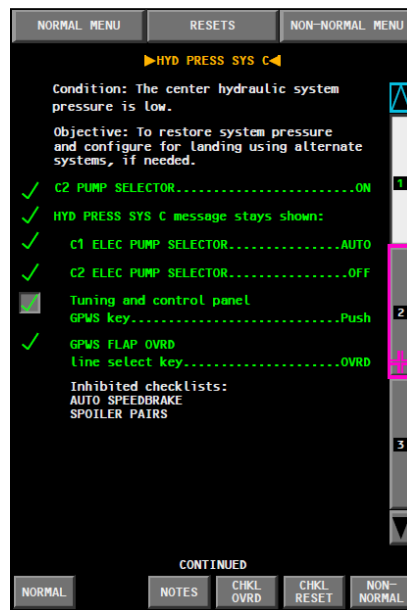 NORMAL MENU
RESETS
NON-NORMAL MENU
HYD PRESS SYS C
Condition: The center hydraulic system
pressure is low.
Objective: To restore system pressure
and configure for landing using alternate
systems, if needed.
C2 PUMP SELECTOR......................ON
HYD PRESS SYS C message stays shown:
C1 ELEC PUMP SELECTOR..............AUTO
C2 ELEC PUMP SELECTOR...............OFF
Tuning and control panel
GPWS key..........................Push
GPWS FLAP OVRD
line select key...................OVRD
Inhibited checklists:
AUTO SPEEDBRAKE
SPOILER PAIRS
1
2
3
CONTINUED
NORMAL
NOTES
CHKL
OVRD
CHKL
RESET
NON-
NORMAL